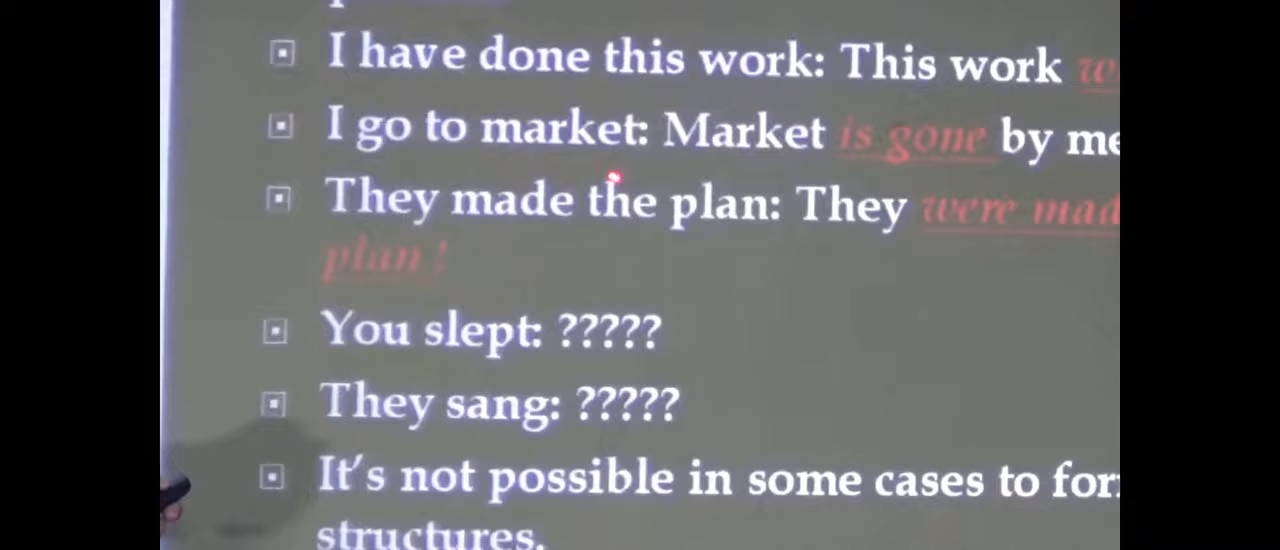 I have done this work: This work
I go to market: Market is gone by me
They made the plan: They were mad
plan !
You slept: ?????
They sang: ?????
It's not possible in some cases to for
structures.